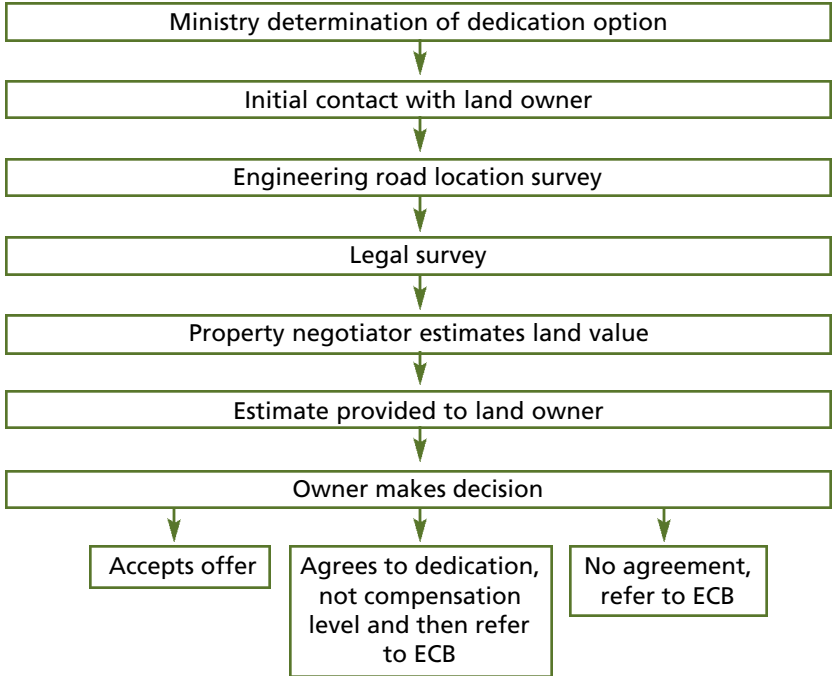 Ministry determination of dedication option
Initial contact with land owner
Engineering road location survey
Legal survey
Property negotiator estimates land value
Estimate provided to land owner
Owner makes decision
Accepts offer
Agrees to dedication,
not compensation
level and then refer
to ECB
No agreement,
refer to ECB